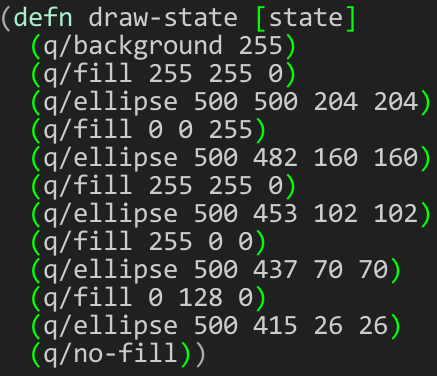 (defn draw-state [state]
(q/background 255)
(q/fill 255 255 0)
(q/ellipse 500 500 204 204)
(q/fill 0 0 255)
(q/ellipse 500 482 160 160)
(q/fill 255 255 0)
(q/ellipse 500 453 102 102)
(q/fill 255 0 0)
(q/ellipse 500 437 70 70)
(q/fill 0 128 0)
(q/ellipse 500 415 26 26)
(q/no-fill))